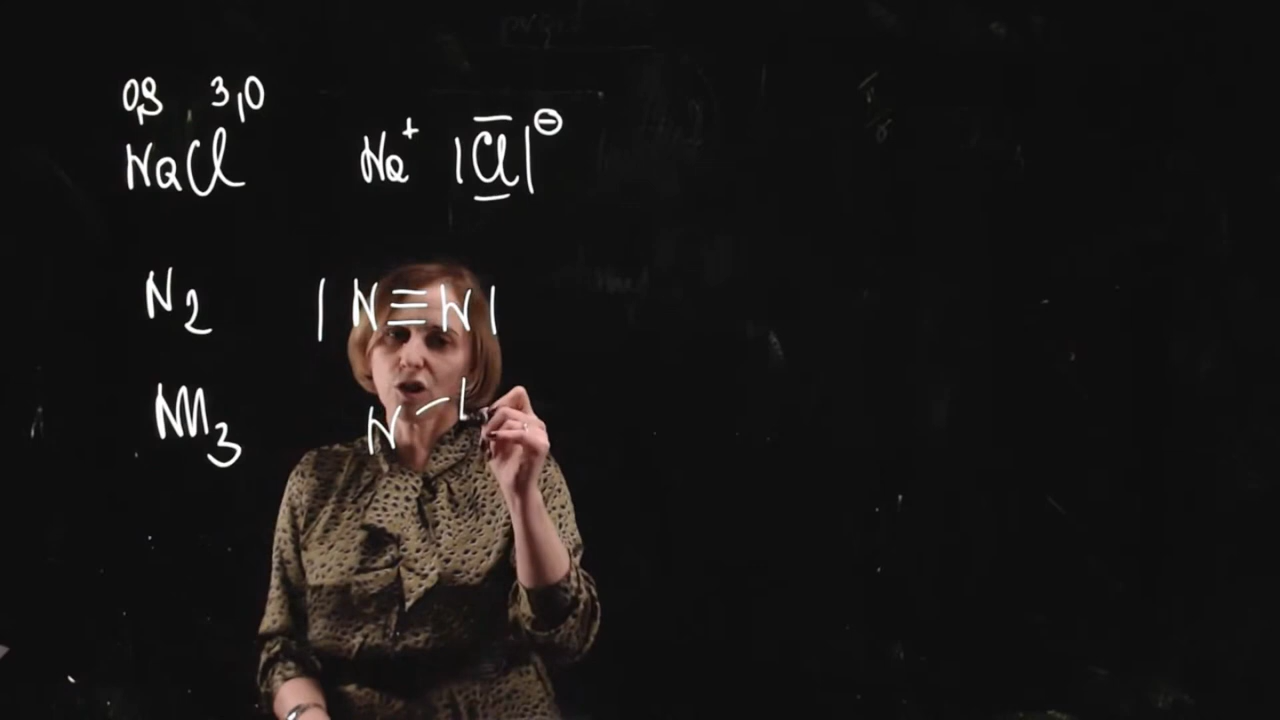 0,9 3,0
NaCl Na⁺ |Cl|⊖
N₂ | N≡N |
NH₃ N